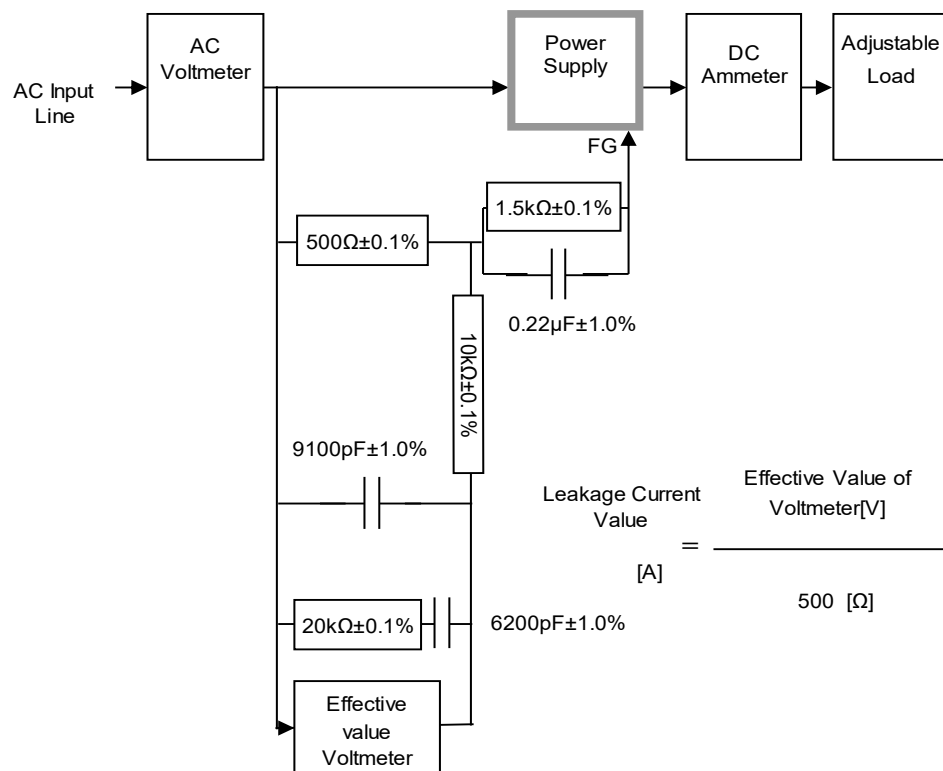 AC Input
Line
AC
Voltmeter
Power
Supply
DC
Ammeter
Adjustable
Load
FG
1.5kΩ±0.1%
500Ω±0.1%
0.22µF±1.0%
10kΩ±0.1%
9100pF±1.0%
20kΩ±0.1%
6200pF±1.0%
Effective
value
Voltmeter
Leakage Current
Value
[A]
=
Effective Value of
Voltmeter[V]
500 [Ω]